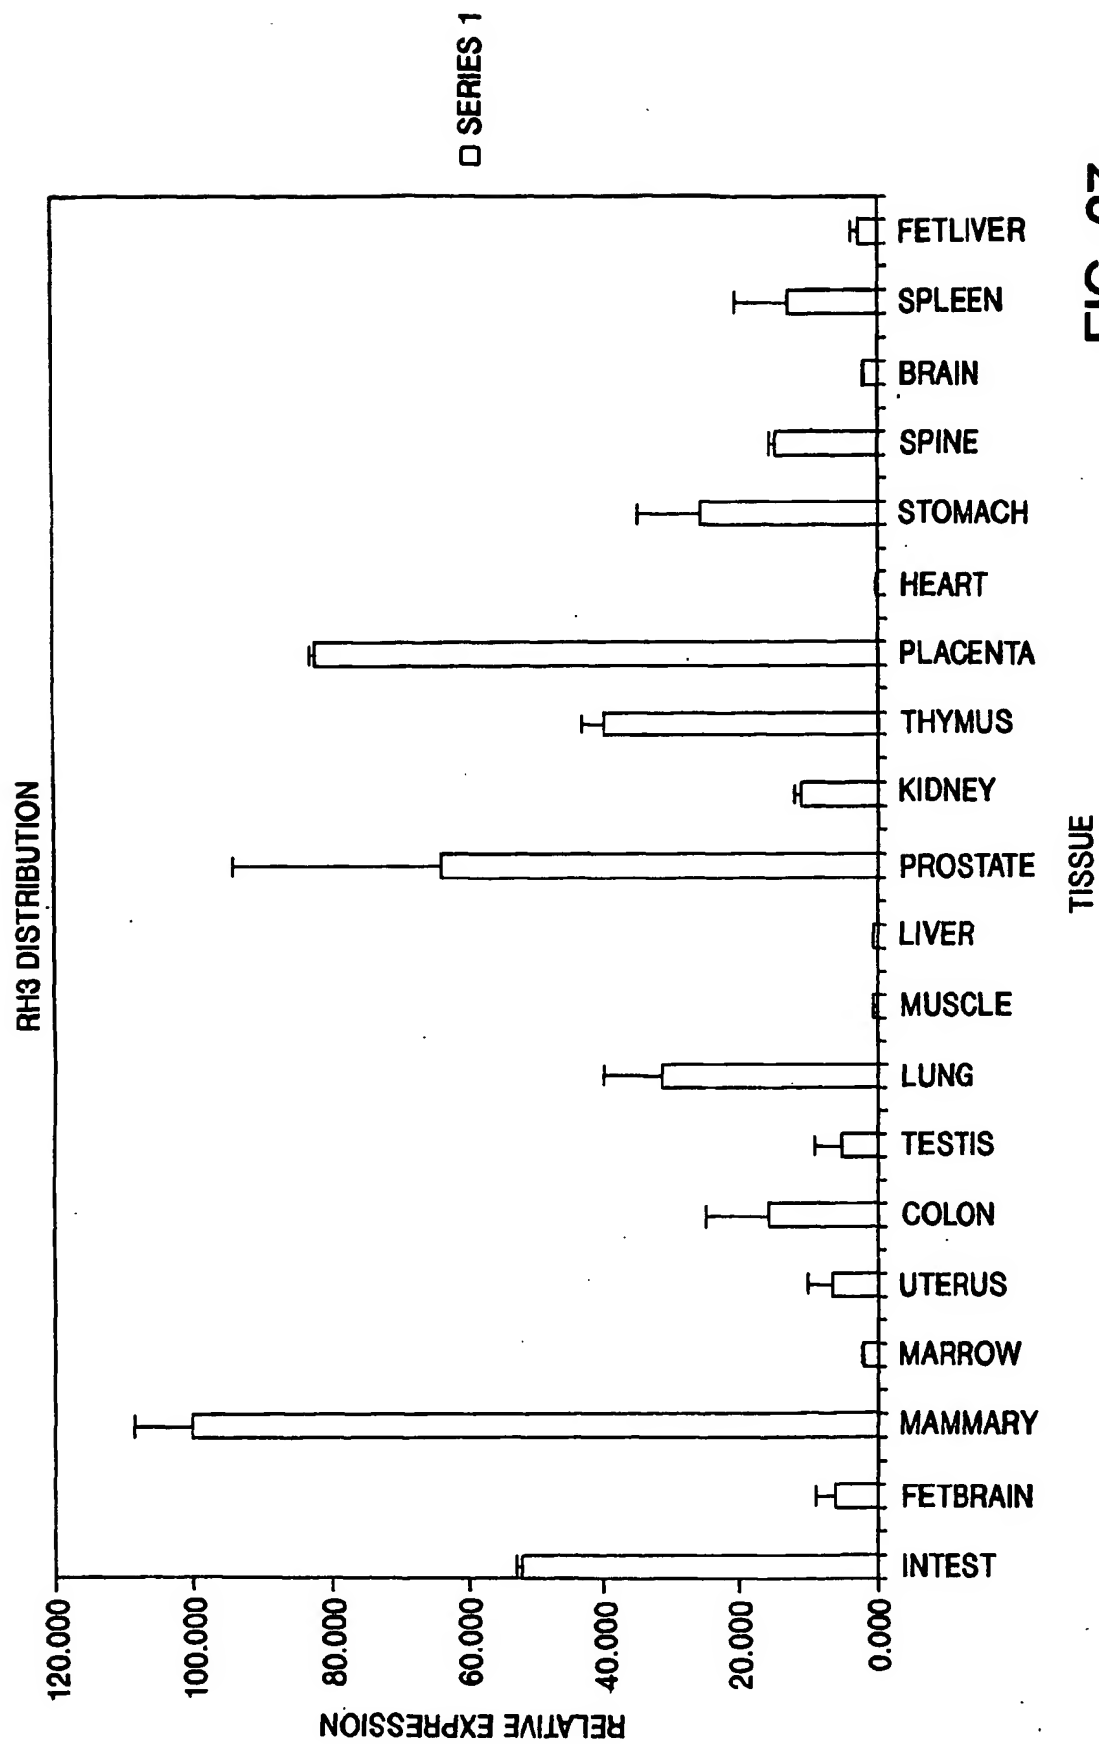 RH3 DISTRIBUTION
RELATIVE EXPRESSION
120.000
100.000
80.000
60.000
40.000
20.000
0.000
INTEST
FETBRAIN
MAMMARY
MARROW
UTERUS
COLON
TESTIS
LUNG
MUSCLE
LIVER
PROSTATE
KIDNEY
THYMUS
PLACENTA
HEART
STOMACH
SPINE
BRAIN
SPLEEN
FETLIVER
TISSUE
SERIES 1